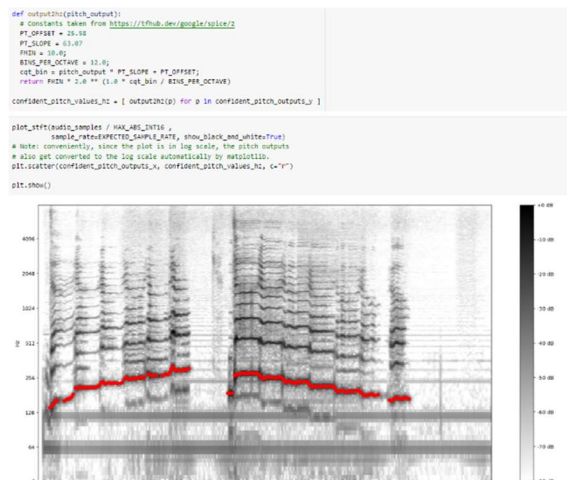 def output2hz(pitch_output):
# Constants taken from https://tfhub.dev/google/spice/2
PT_OFFSET = 25.58
PT_SLOPE = 63.07
FMIN = 10.0;
BINS_PER_OCTAVE = 12.0;
cqt_bin = pitch_output * PT_SLOPE + PT_OFFSET;
return FMIN * 2.0 ** (1.0 * cqt_bin / BINS_PER_OCTAVE)
confident_pitch_values_hz = [ output2hz(p) for p in confident_pitch_outputs_y ]
plot_stft(audio_samples / MAX_ABS_INT16 ,
sample_rate=EXPECTED_SAMPLE_RATE, show_black_and_white=True)
# Note: conveniently, since the plot is in log scale, the pitch outputs
# also get converted to the log scale automatically by matplotlib.
plt.scatter(confident_pitch_outputs_x, confident_pitch_values_hz, c="r")
plt.show()
+0 dB
4096
-10 dB
2048
-20 dB
1024
-30 dB
Hz
512
-40 dB
256
-50 dB
128
-60 dB
64
-70 dB